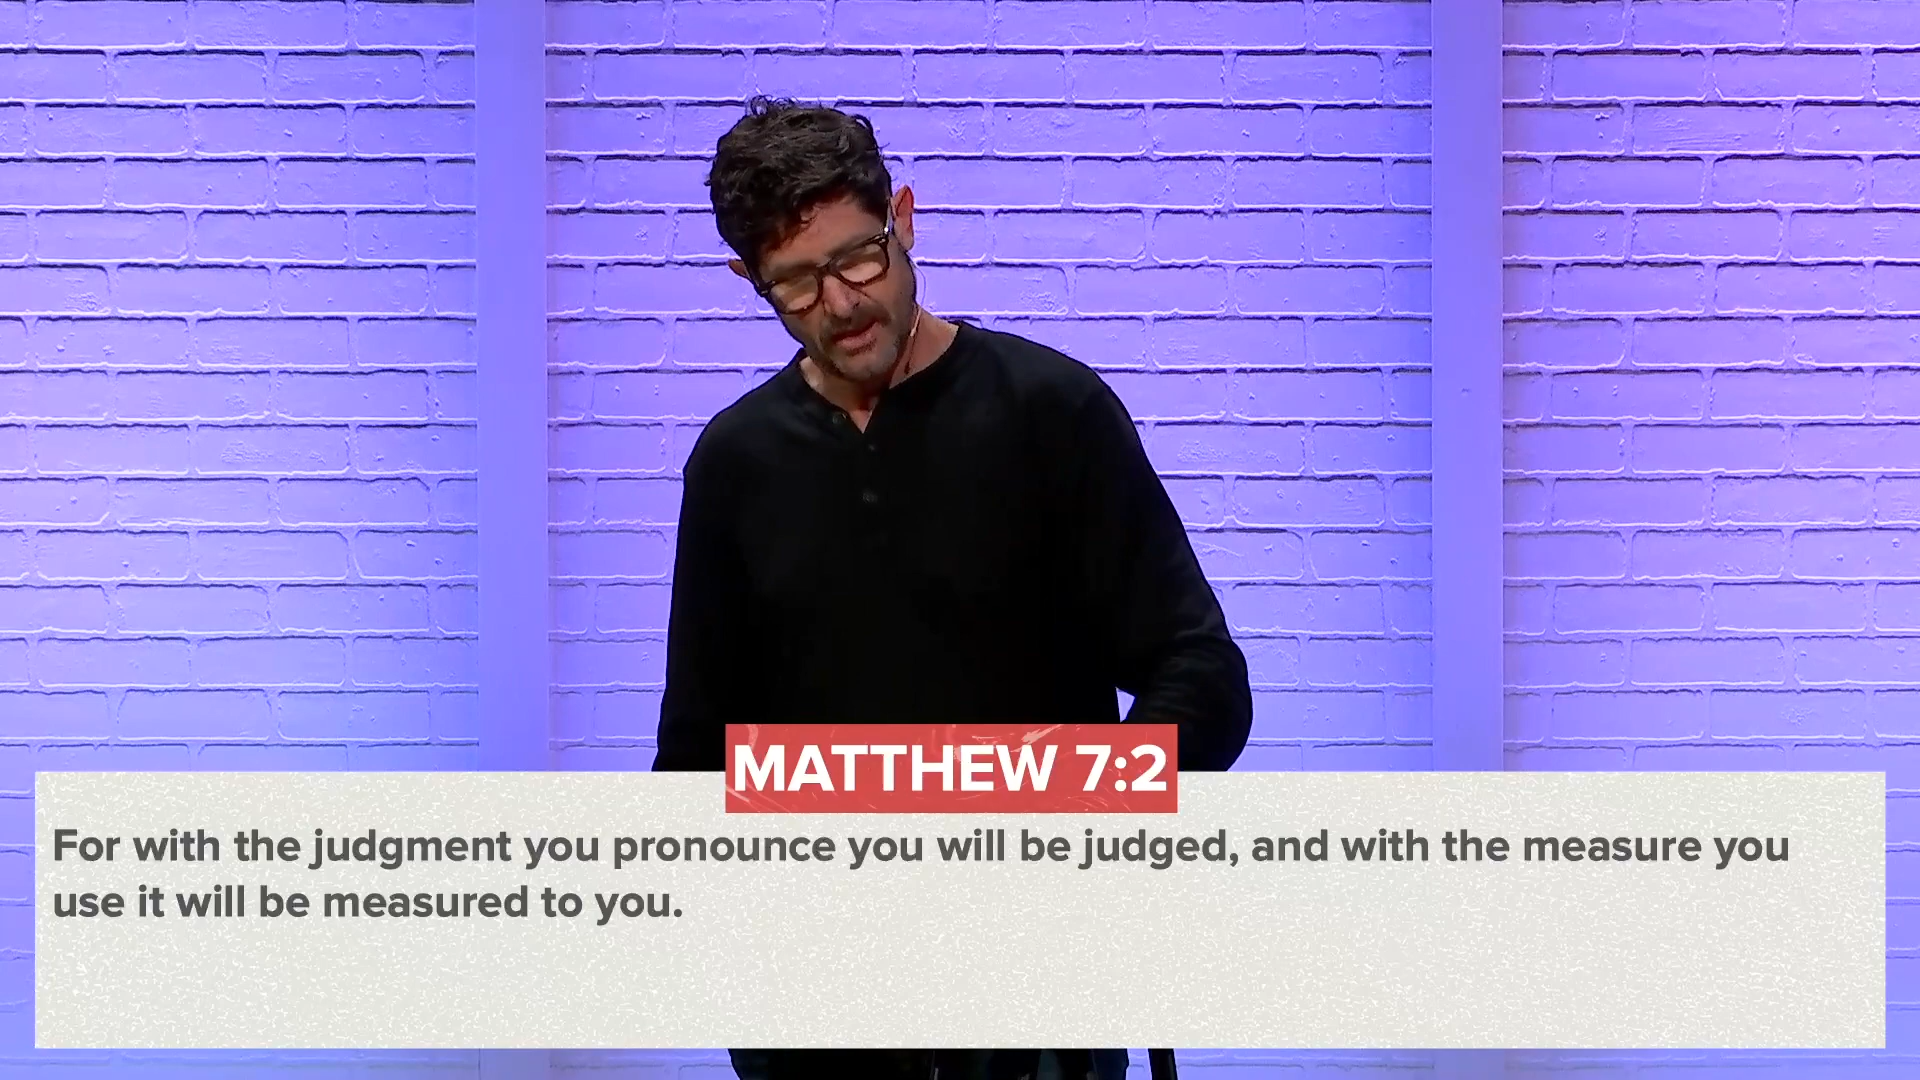 MATTHEW 7:2
For with the judgment you pronounce you will be judged, and with the measure you
use it will be measured to you.